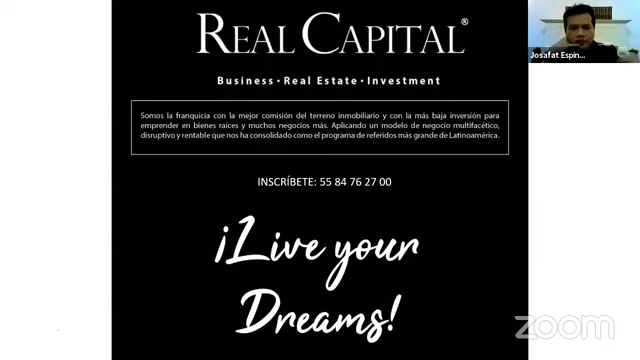 REAL CAPITAL®
Business • Real Estate • Investment
Somos la franquicia con la mejor comisión del terreno inmobiliario y con la más baja inversión para
emprender en bienes raíces y muchos negocios más. Aplicando un modelo de negocio multifacético,
disruptivo y rentable que nos ha consolidado como el programa de referidos más grande de Latinoamérica.
INSCRÍBETE: 55 84 76 27 00
¡Live your
Dreams!
Josafat Espin...
zoom